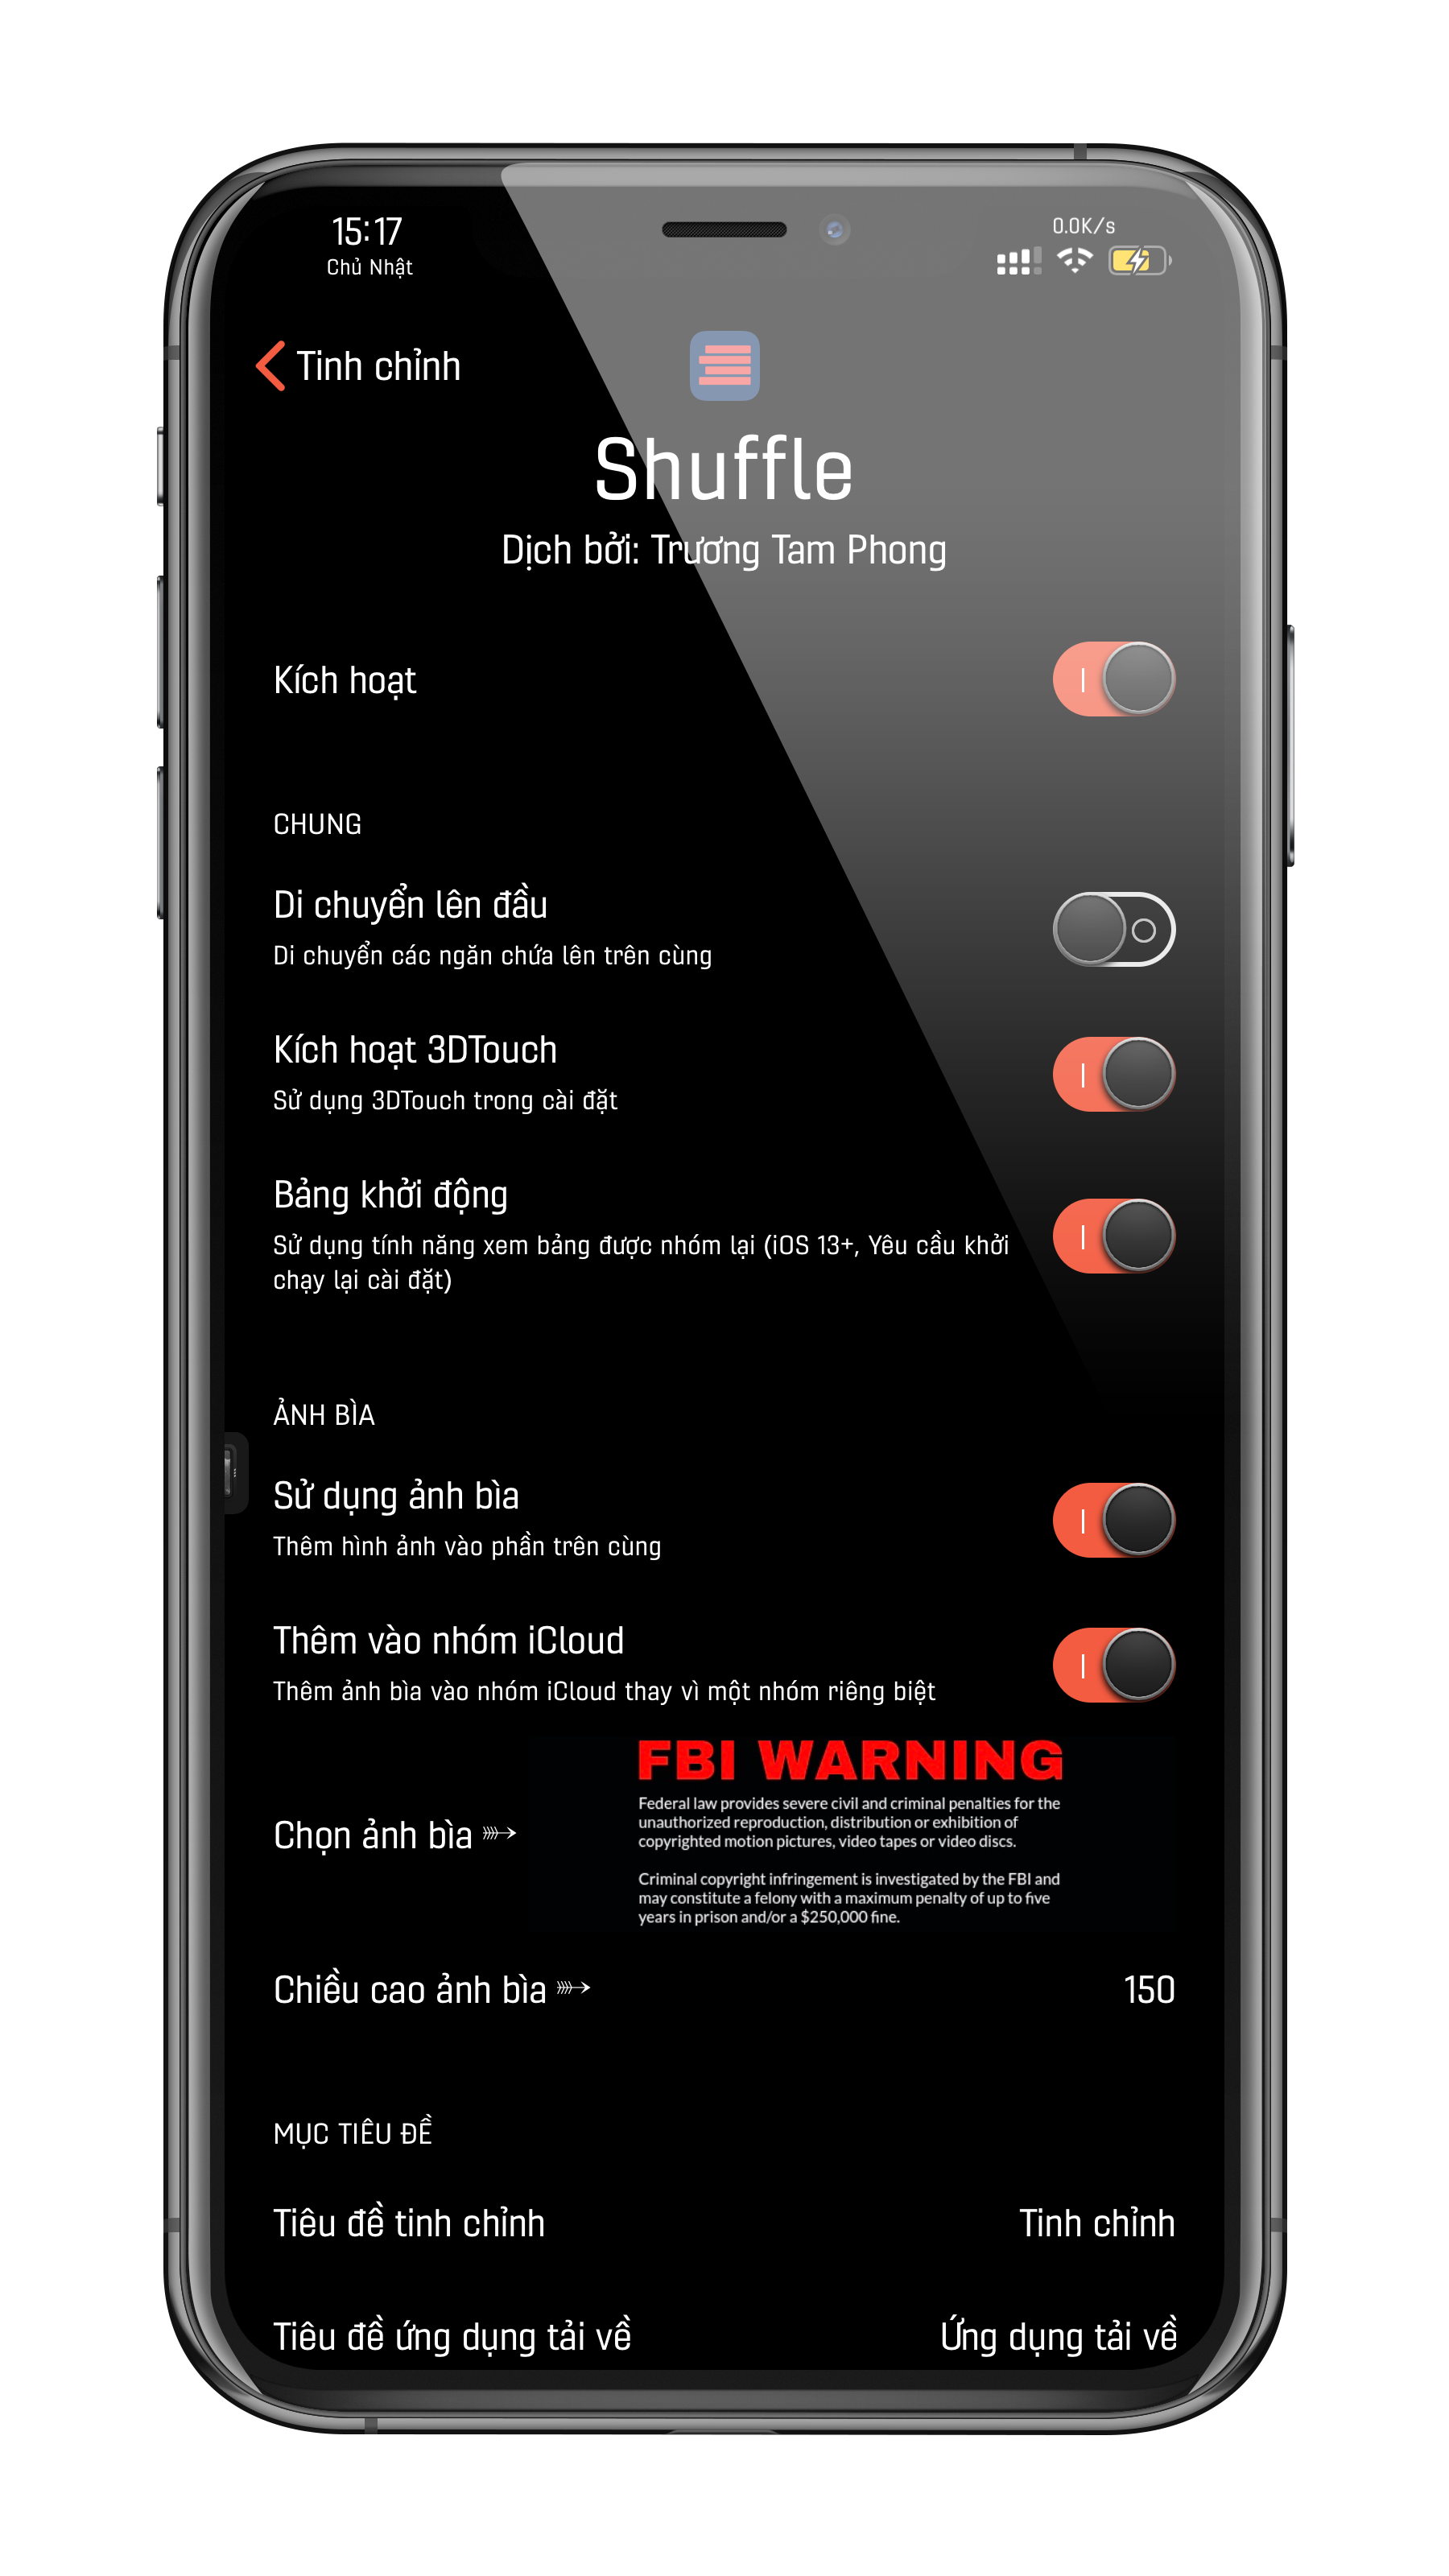 15:17
Chủ Nhật
0.0K/s
Tinh chỉnh
Shuffle
Dịch bởi: Trương Tam Phong
Kích hoạt
CHUNG
Di chuyển lên đầu
Di chuyển các ngăn chứa lên trên cùng
Kích hoạt 3DTouch
Sử dụng 3DTouch trong cài đặt
Bảng khởi động
Sử dụng tính năng xem bảng được nhóm lại (iOS 13+, Yêu cầu khởi
chạy lại cài đặt)
ẢNH BÌA
Sử dụng ảnh bìa
Thêm hình ảnh vào phần trên cùng
Thêm vào nhóm iCloud
Thêm ảnh bìa vào nhóm iCloud thay vì một nhóm riêng biệt
Chọn ảnh bìa ➳
FBI WARNING
Federal law provides severe civil and criminal penalties for the
unauthorized reproduction, distribution or exhibition of
copyrighted motion pictures, video tapes or video discs.
Criminal copyright infringement is investigated by the FBI and
may constitute a felony with a maximum penalty of up to five
years in prison and/or a $250,000 fine.
Chiều cao ảnh bìa ➳ 150
MỤC TIÊU ĐỀ
Tiêu đề tinh chỉnh Tinh chỉnh
Tiêu đề ứng dụng tải về Ứng dụng tải về